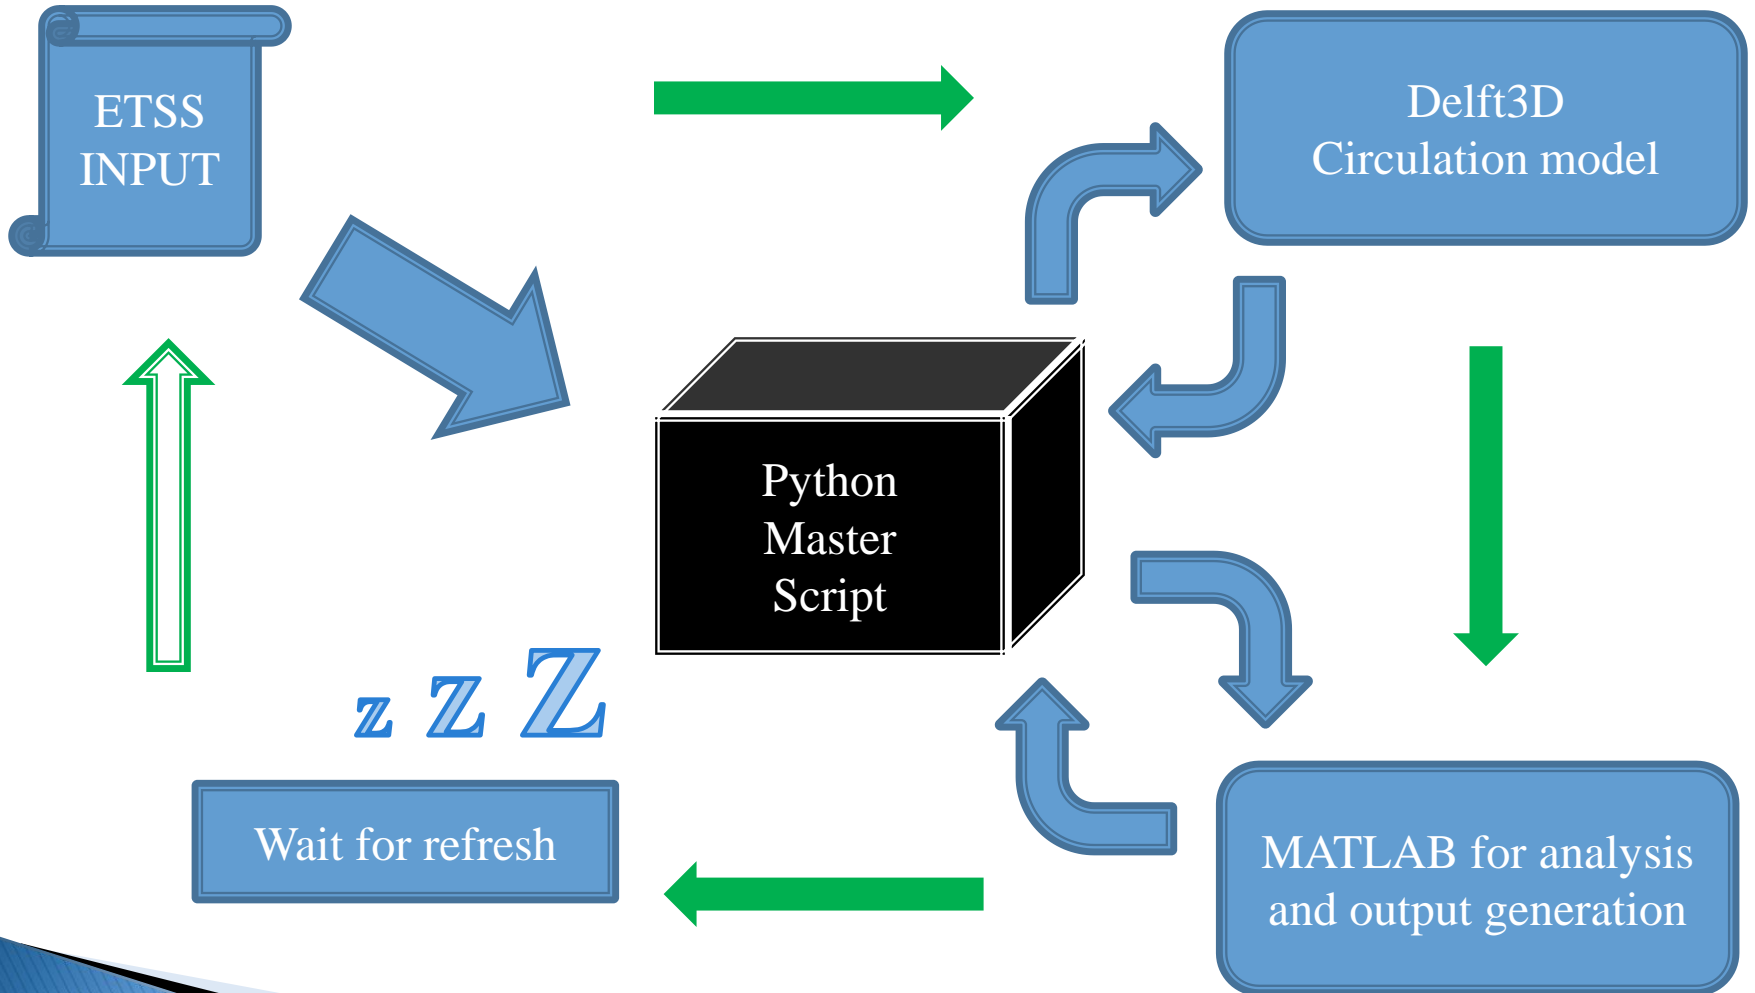 ETSS
INPUT
Delft3D
Circulation model
Python
Master
Script
z z Z
Wait for refresh
MATLAB for analysis
and output generation